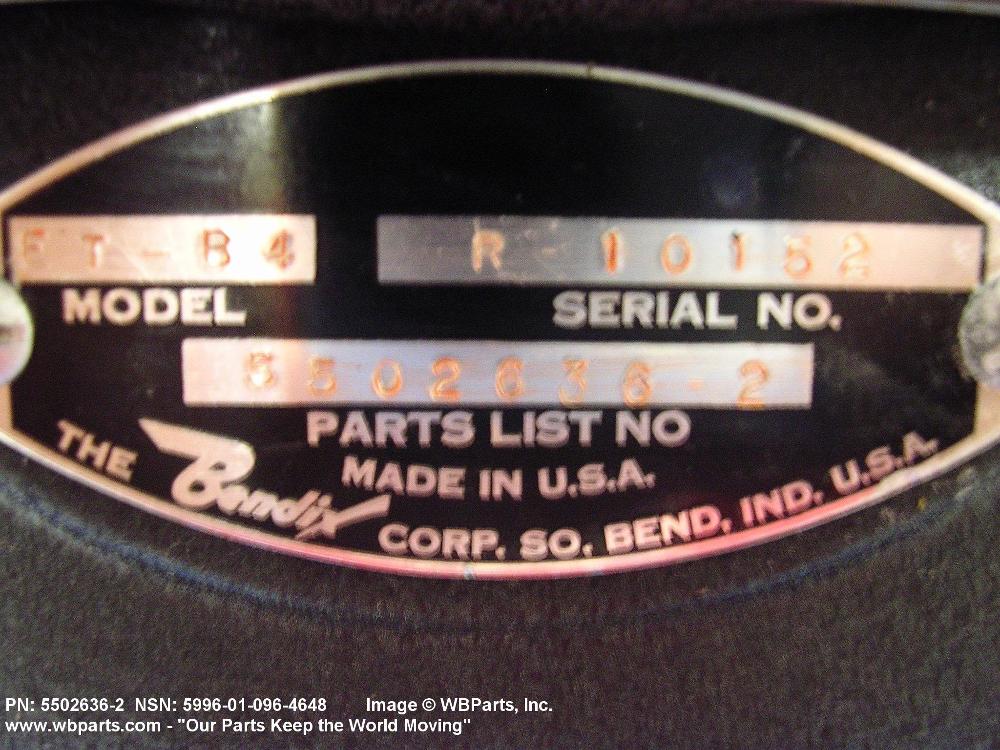 ET-B4 R-10152
MODEL SERIAL NO.
5502636-2
PARTS LIST NO
MADE IN U.S.A.
THE Bendix CORP. SO. BEND, IND. U.S.A.
PN: 5502636-2 NSN: 5996-01-096-4648 Image © WBParts, Inc.
www.wbparts.com - "Our Parts Keep the World Moving"